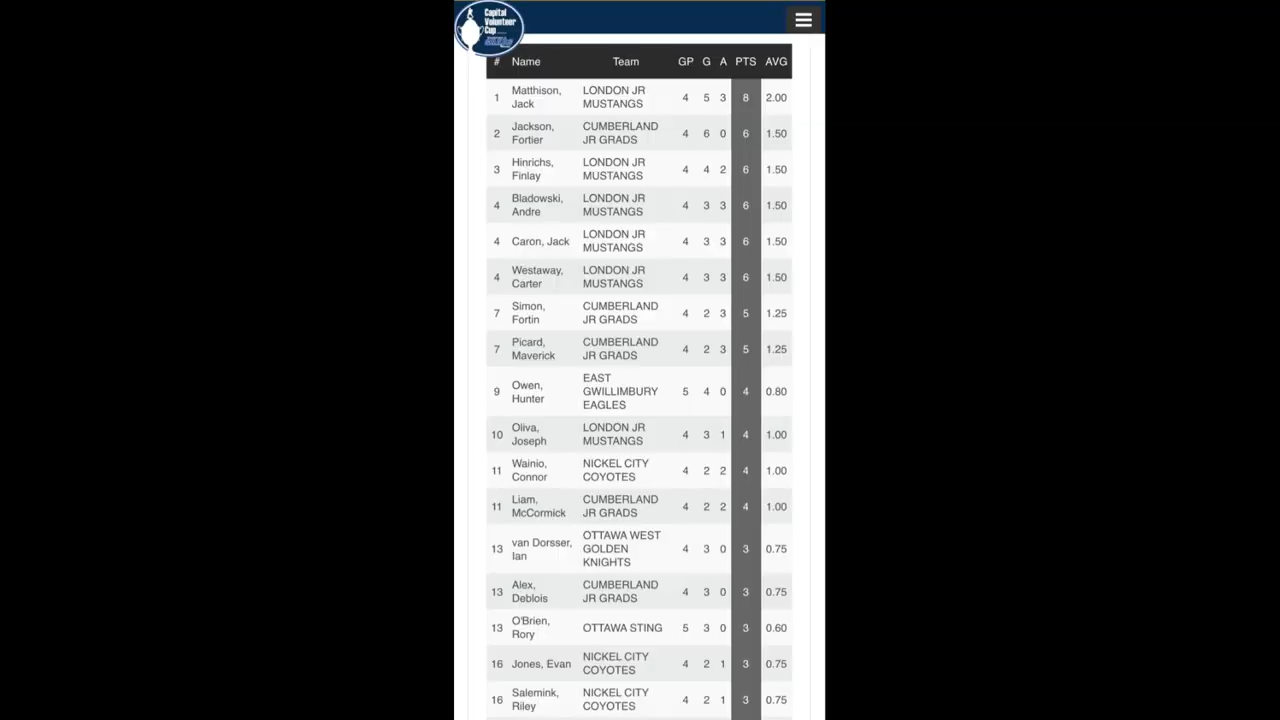 Capital
Volunteer
Cup
# Name Team GP G A PTS AVG
1 Matthison, Jack LONDON JR MUSTANGS 4 5 3 8 2.00
2 Jackson, Fortier CUMBERLAND JR GRADS 4 6 0 6 1.50
3 Hinrichs, Finlay LONDON JR MUSTANGS 4 4 2 6 1.50
4 Bladowski, Andre LONDON JR MUSTANGS 4 3 3 6 1.50
4 Caron, Jack LONDON JR MUSTANGS 4 3 3 6 1.50
4 Westaway, Carter LONDON JR MUSTANGS 4 3 3 6 1.50
7 Simon, Fortin CUMBERLAND JR GRADS 4 2 3 5 1.25
7 Picard, Maverick CUMBERLAND JR GRADS 4 2 3 5 1.25
9 Owen, Hunter EAST GWILLIMBURY EAGLES 5 4 0 4 0.80
10 Oliva, Joseph LONDON JR MUSTANGS 4 3 1 4 1.00
11 Wainio, Connor NICKEL CITY COYOTES 4 2 2 4 1.00
11 Liam, McCormick CUMBERLAND JR GRADS 4 2 2 4 1.00
13 van Dorsser, Ian OTTAWA WEST GOLDEN KNIGHTS 4 3 0 3 0.75
13 Alex, Deblois CUMBERLAND JR GRADS 4 3 0 3 0.75
13 O'Brien, Rory OTTAWA STING 5 3 0 3 0.60
16 Jones, Evan NICKEL CITY COYOTES 4 2 1 3 0.75
16 Salemink, Riley NICKEL CITY COYOTES 4 2 1 3 0.75